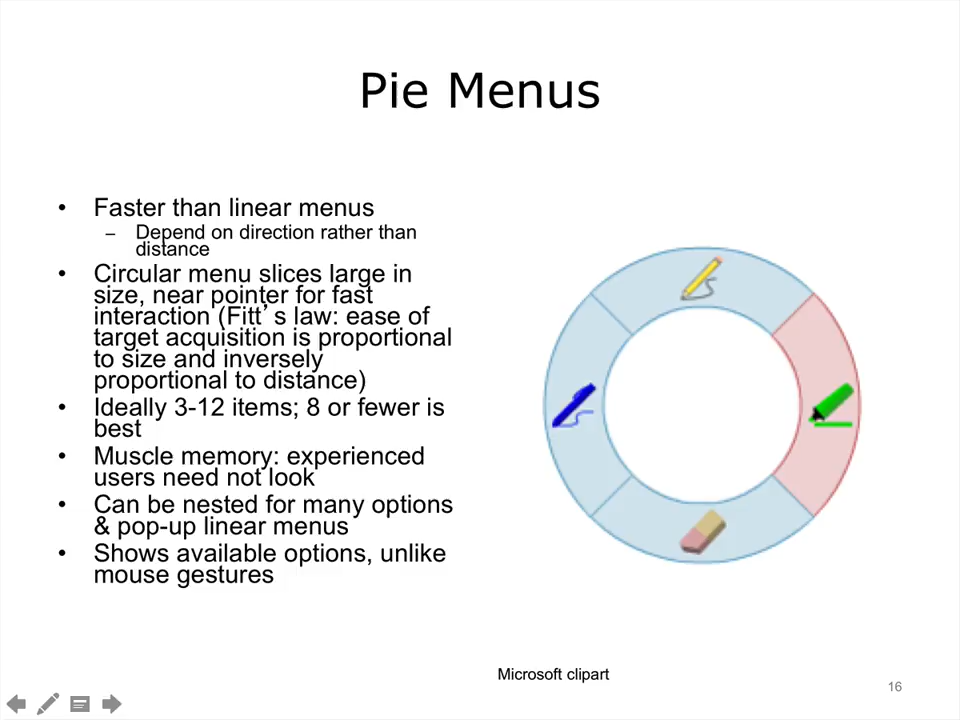 Pie Menus
• Faster than linear menus
– Depend on direction rather than
distance
• Circular menu slices large in
size, near pointer for fast
interaction (Fitt’ s law: ease of
target acquisition is proportional
to size and inversely
proportional to distance)
• Ideally 3-12 items; 8 or fewer is
best
• Muscle memory: experienced
users need not look
• Can be nested for many options
& pop-up linear menus
• Shows available options, unlike
mouse gestures
Microsoft clipart
16